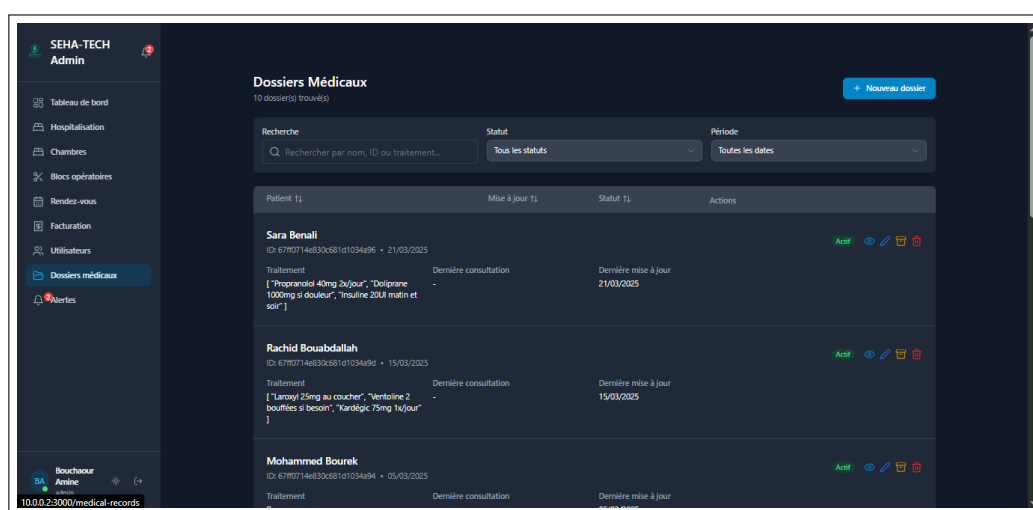 SEHA-TECH
Admin
2
Tableau de bord
Hospitalisation
Chambres
Blocs opératoires
Rendez-vous
Facturation
Utilisateurs
Dossiers médicaux
2
Alertes
BA
Bouchaour
Amine
admin
10.0.0.2:3000/medical-records
Dossiers Médicaux
10 dossier(s) trouvé(s)
+ Nouveau dossier
Recherche
Rechercher par nom, ID ou traitement...
Statut
Tous les statuts
Période
Toutes les dates
Patient ↑↓ Mise à jour ↑↓ Statut ↑↓ Actions
Sara Benali
ID: 67ff0714e830c681d1034a96 • 21/03/2025
Actif
Traitement
[ "Propranolol 40mg 2x/jour", "Doliprane
1000mg si douleur", "Insuline 20UI matin et
soir" ]
Dernière consultation
-
Dernière mise à jour
21/03/2025
Rachid Bouabdallah
ID: 67ff0714e830c681d1034a9d • 15/03/2025
Actif
Traitement
[ "Laroxyl 25mg au coucher", "Ventoline 2
bouffées si besoin", "Kardégic 75mg 1x/jour"
]
Dernière consultation
-
Dernière mise à jour
15/03/2025
Mohammed Bourek
ID: 67ff0714e830c681d1034a94 • 05/03/2025
Actif
Traitement
Dernière consultation
Dernière mise à jour